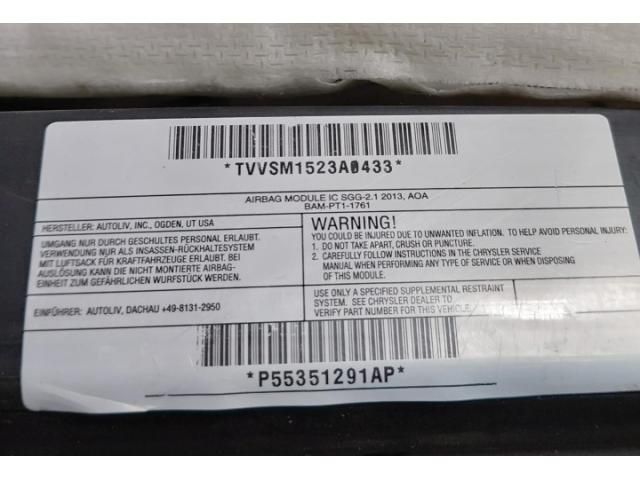 *TVVSM1523A0433*
AIRBAG MODULE IC SGG-2.1 2013, AOA
BAM-PT1-1761
HERSTELLER: AUTOLIV, INC., OGDEN, UT USA
UMGANG NUR DURCH GESCHULTES PERSONAL ERLAUBT.
VERWENDUNG NUR ALS INSASSEN-RÜCKHALTESYSTEM
MIT LUFTSACK FÜR KRAFTFAHRZEUGE ERLAUBT. BEI
AUSLÖSUNG KANN DIE NICHT MONTIERTE AIRBAG-
EINHEIT ZUM GEFÄHRLICHEN WURFSTÜCK WERDEN.
EINFÜHRER: AUTOLIV, DACHAU +49-8131-2950
WARNING!
YOU COULD BE INJURED DUE TO UNWANTED INFLATION. TO HELP AVOID PERSONAL INJURY:
1. DO NOT TAKE APART, CRUSH OR PUNCTURE.
2. CAREFULLY FOLLOW INSTRUCTIONS IN THE CHRYSLER SERVICE
MANUAL WHEN PERFORMING ANY TYPE OF SERVICE OR WHEN DISPOSING
OF THIS MODULE.
USE ONLY A SPECIFIED SUPPLEMENTAL RESTRAINT
SYSTEM. SEE CHRYSLER DEALER TO
VERIFY PART NUMBER FOR THIS VEHICLE.
*P55351291AP*